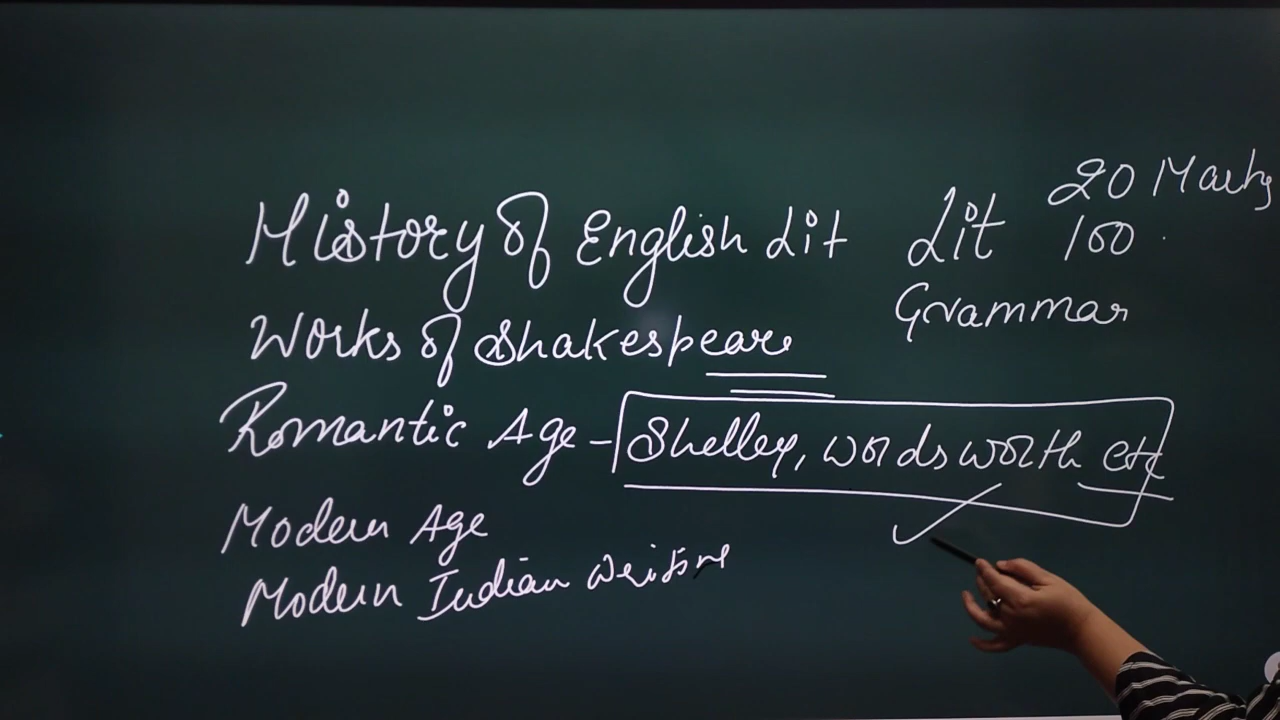 History of English Lit
Works of Shakespeare
Romantic Age - Shelley, wordsworth etc
Modern Age
Modern Indian
20 Marks
Lit 100
Grammar